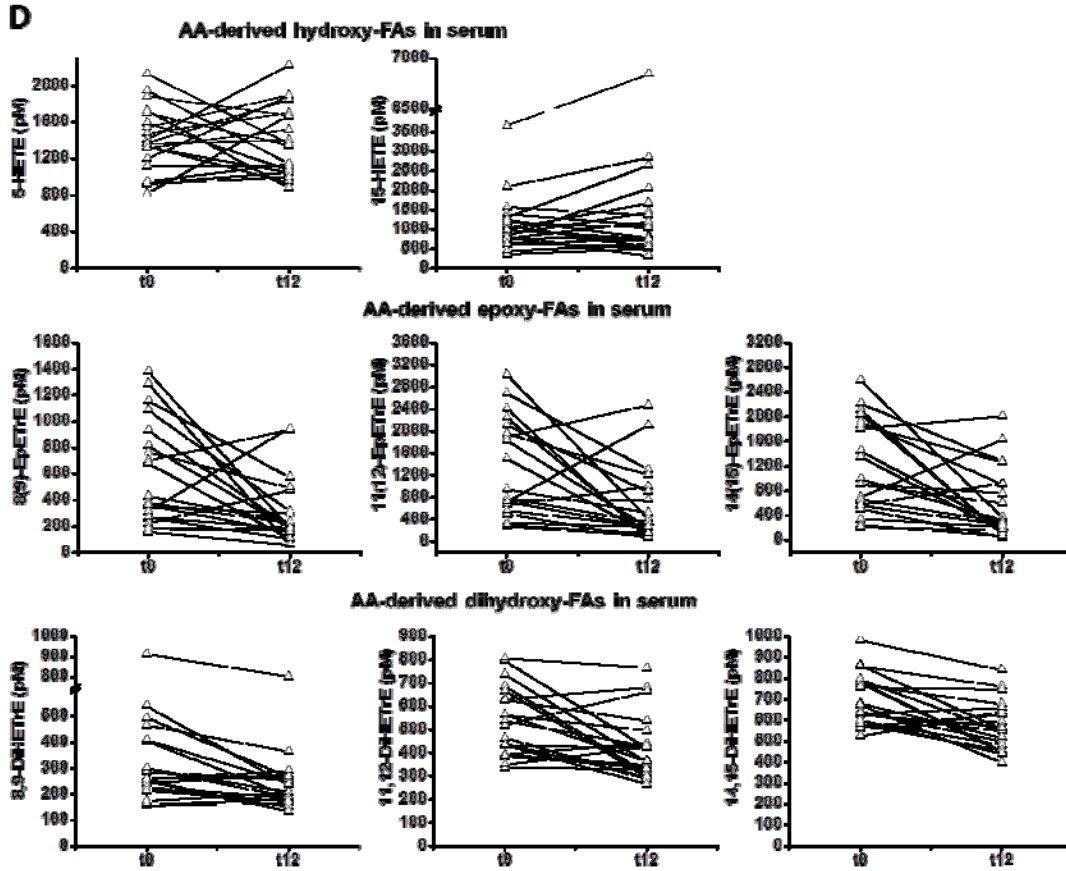 D
AA-derived hydroxy-FAs in serum
5-HETE (pM)
2000
1600
1200
800
400
0
t0
t12
15-HETE (pM)
7000
6500
3500
3000
2500
2000
1500
1000
500
0
t0
t12
AA-derived epoxy-FAs in serum
8(9)-EpETrE (pM)
1600
1400
1200
1000
800
600
400
200
0
t0
t12
11(12)-EpETrE (pM)
3600
3200
2800
2400
2000
1600
1200
800
400
0
t0
t12
14(15)-EpETrE (pM)
3200
2800
2400
2000
1600
1200
800
400
0
t0
t12
AA-derived dihydroxy-FAs in serum
8,9-DiHETrE (pM)
1000
900
800
500
400
300
200
100
0
t0
t12
11,12-DiHETrE (pM)
900
800
700
600
500
400
300
200
100
0
t0
t12
14,15-DiHETrE (pM)
1000
900
800
700
600
500
400
300
200
100
0
t0
t12